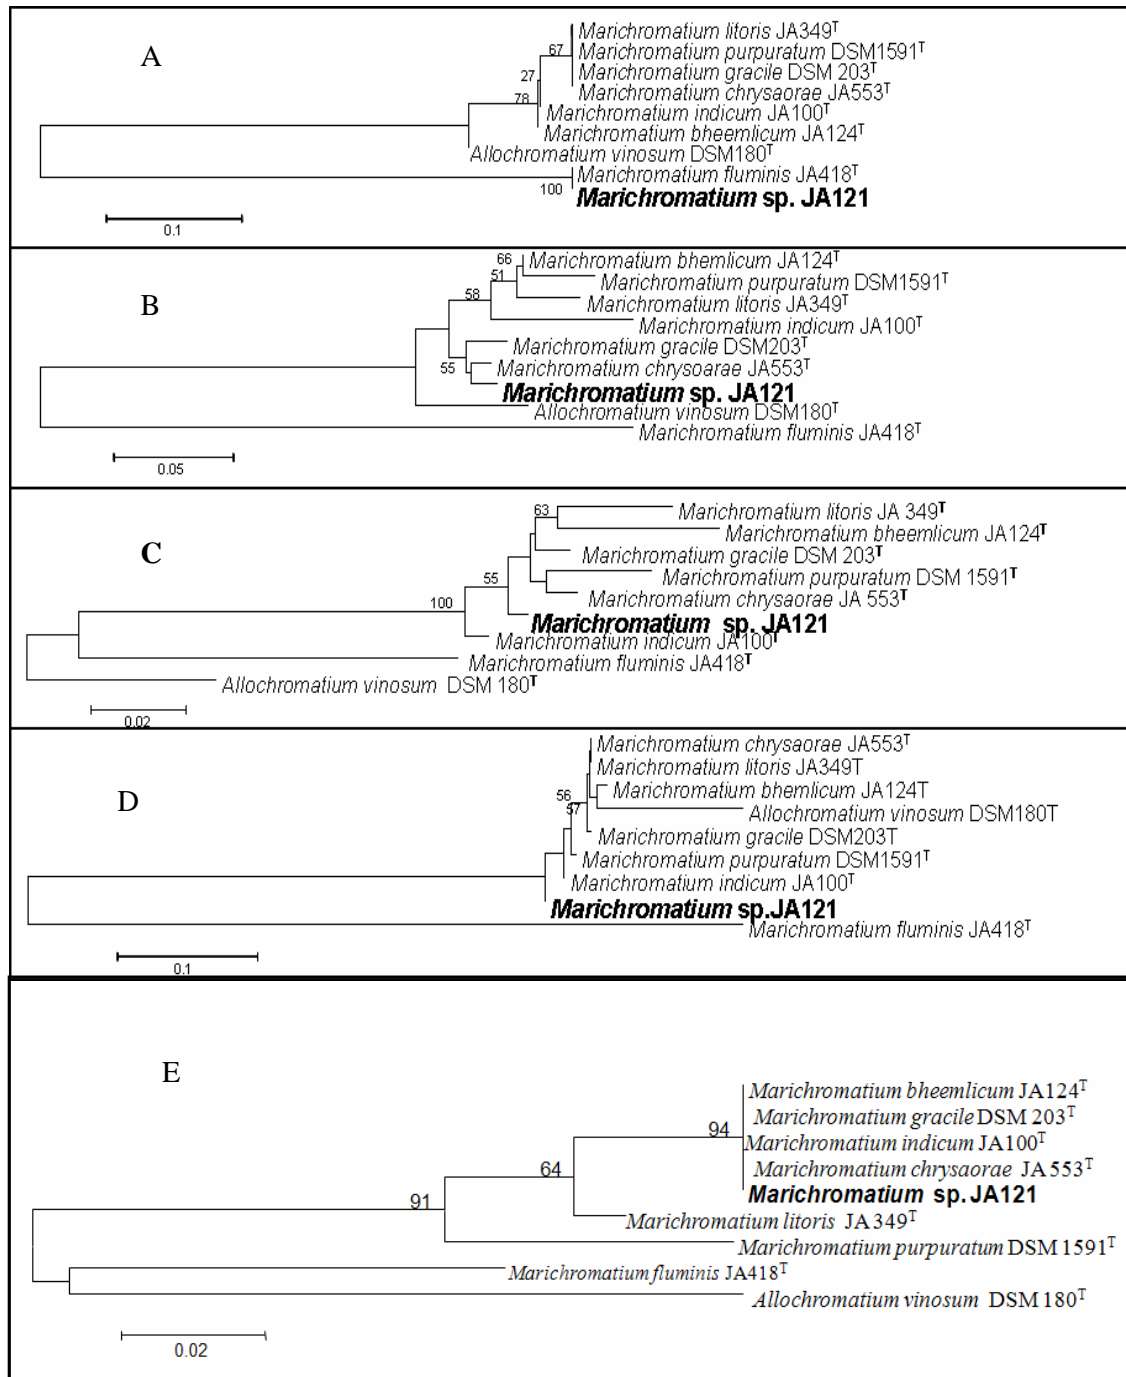 A
Marichromatium litoris JA349T
Marichromatium purpuratum DSM1591T
67
Marichromatium gracile DSM 203T
27
Marichromatium chrysaorae JA553T
78
Marichromatium indicum JA100T
Marichromatium bheemlicum JA124T
Allochromatium vinosum DSM180T
Marichromatium fluminis JA418T
100
Marichromatium sp. JA121
0.1
B
66
Marichromatium bhemlicum JA124T
51
Marichromatium purpuratum DSM1591T
58
Marichromatium litoris JA349T
Marichromatium indicum JA100T
Marichromatium gracile DSM203T
55
Marichromatium chrysoarae JA553T
Marichromatium sp. JA121
Allochromatium vinosum DSM180T
Marichromatium fluminis JA418T
0.05
C
63
Marichromatium litoris JA 349T
Marichromatium bheemlicum JA124T
Marichromatium gracile DSM 203T
55
Marichromatium purpuratum DSM 1591T
100
Marichromatium chrysaorae JA 553T
Marichromatium sp. JA121
Marichromatium indicum JA100T
Marichromatium fluminis JA418T
Allochromatium vinosum DSM 180T
0.02
D
Marichromatium chrysaorae JA553T
Marichromatium litoris JA349T
56
Marichromatium bhemlicum JA124T
57
Allochromatium vinosum DSM180T
Marichromatium gracile DSM203T
Marichromatium purpuratum DSM1591T
Marichromatium indicum JA100T
Marichromatium sp.JA121
Marichromatium fluminis JA418T
0.1
E
Marichromatium bheemlicum JA124T
Marichromatium gracile DSM 203T
94
Marichromatium indicum JA100T
64
Marichromatium chrysaorae JA 553T
91
Marichromatium sp. JA121
Marichromatium litoris JA 349T
Marichromatium purpuratum DSM 1591T
Marichromatium fluminis JA418T
Allochromatium vinosum DSM 180T
0.02